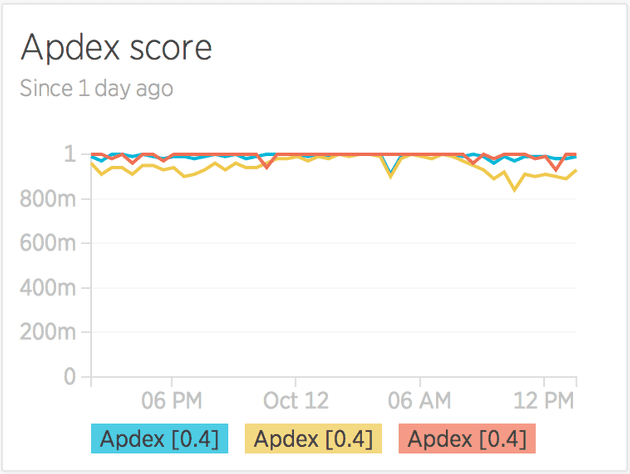 Apdex score
Since 1 day ago
1
800m
600m
400m
200m
0
06 PM Oct 12 06 AM 12 PM
Apdex [0.4] Apdex [0.4] Apdex [0.4]